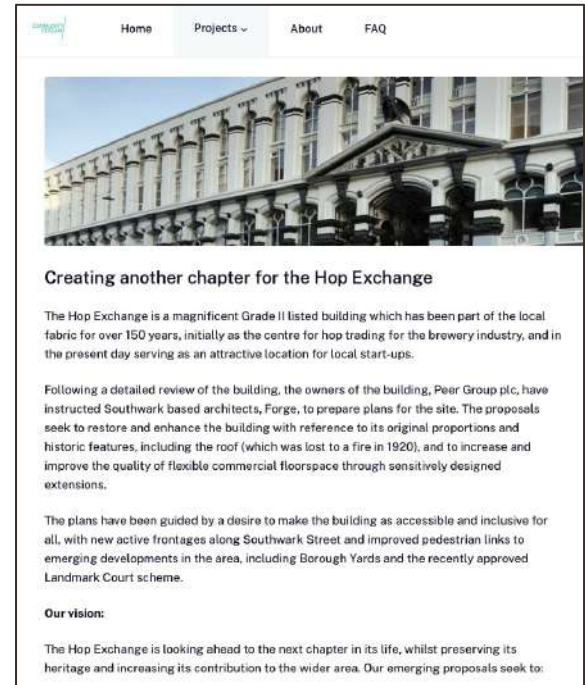 Home Projects About FAQ
Creating another chapter for the Hop Exchange
The Hop Exchange is a magnificent Grade II listed building which has been part of the local
fabric for over 150 years, initially as the centre for hop trading for the brewery industry, and in
the present day serving as an attractive location for local start-ups.
Following a detailed review of the building, the owners of the building, Peer Group plc, have
instructed Southwark based architects, Forge, to prepare plans for the site. The proposals
seek to restore and enhance the building with reference to its original proportions and
historic features, including the roof (which was lost to a fire in 1920), and to increase and
improve the quality of flexible commercial floorspace through sensitively designed
extensions.
The plans have been guided by a desire to make the building as accessible and inclusive for
all, with new active frontages along Southwark Street and improved pedestrian links to
emerging developments in the area, including Borough Yards and the recently approved
Landmark Court scheme.
Our vision:
The Hop Exchange is looking ahead to the next chapter in its life, whilst preserving its
heritage and increasing its contribution to the wider area. Our emerging proposals seek to: